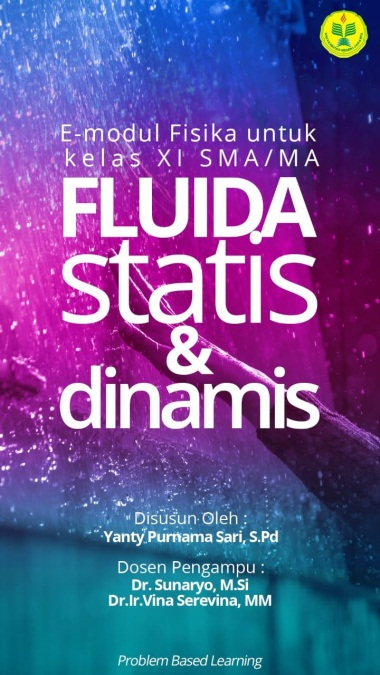 E-modul Fisika untuk
kelas XI SMA/MA
FLUIDA
statis
&
dinamis
Disusun Oleh :
Yanty Purnama Sari, S.Pd
Dosen Pengampu :
Dr. Sunaryo, M.Si
Dr.Ir.Vina Serevina, MM
Problem Based Learning